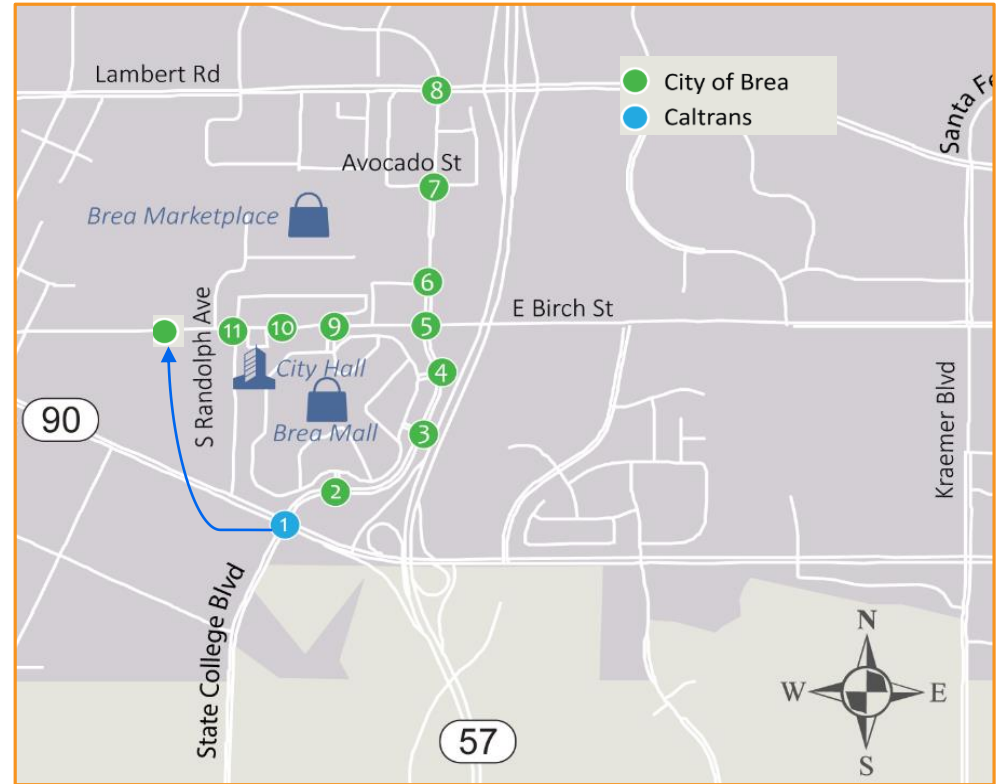 Lambert Rd
8
City of Brea
Caltrans
Santa Fe
Avocado St
7
Brea Marketplace
6
S Randolph Ave
11
10
9
5
E Birch St
City Hall
4
Brea Mall
3
90
Kraemer Blvd
2
1
State College Blvd
57
N
W
E
S